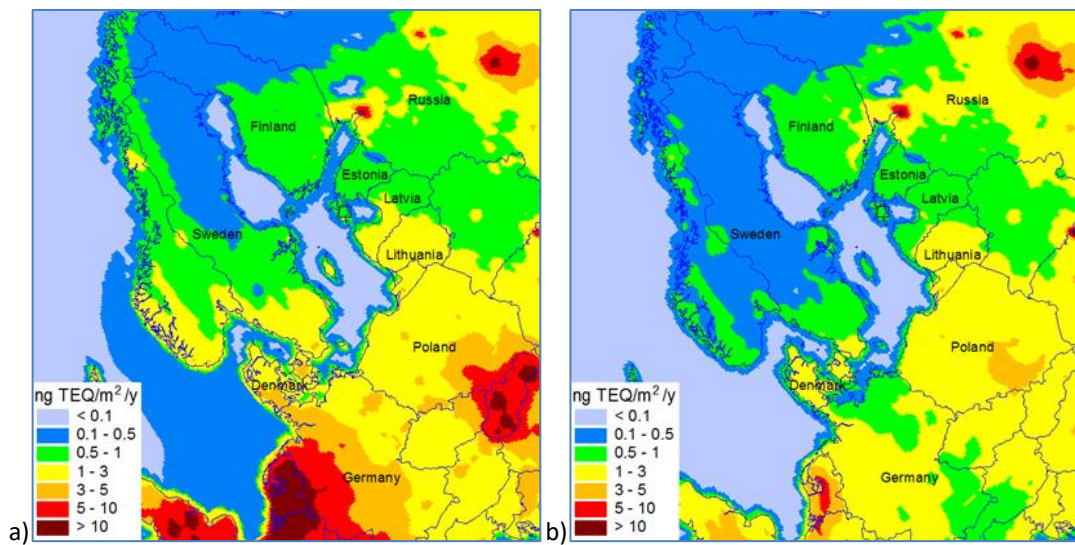 a)
Finland
Russia
Estonia
Latvia
Sweden
Lithuania
Poland
Denmark
Germany
ng TEQ/m²/y
< 0.1
0.1 - 0.5
0.5 - 1
1 - 3
3 - 5
5 - 10
> 10
b)
Russia
Finland
Estonia
Latvia
Sweden
Lithuania
Poland
Denmark
Germany
ng TEQ/m²/y
< 0.1
0.1 - 0.5
0.5 - 1
1 - 3
3 - 5
5 - 10
> 10